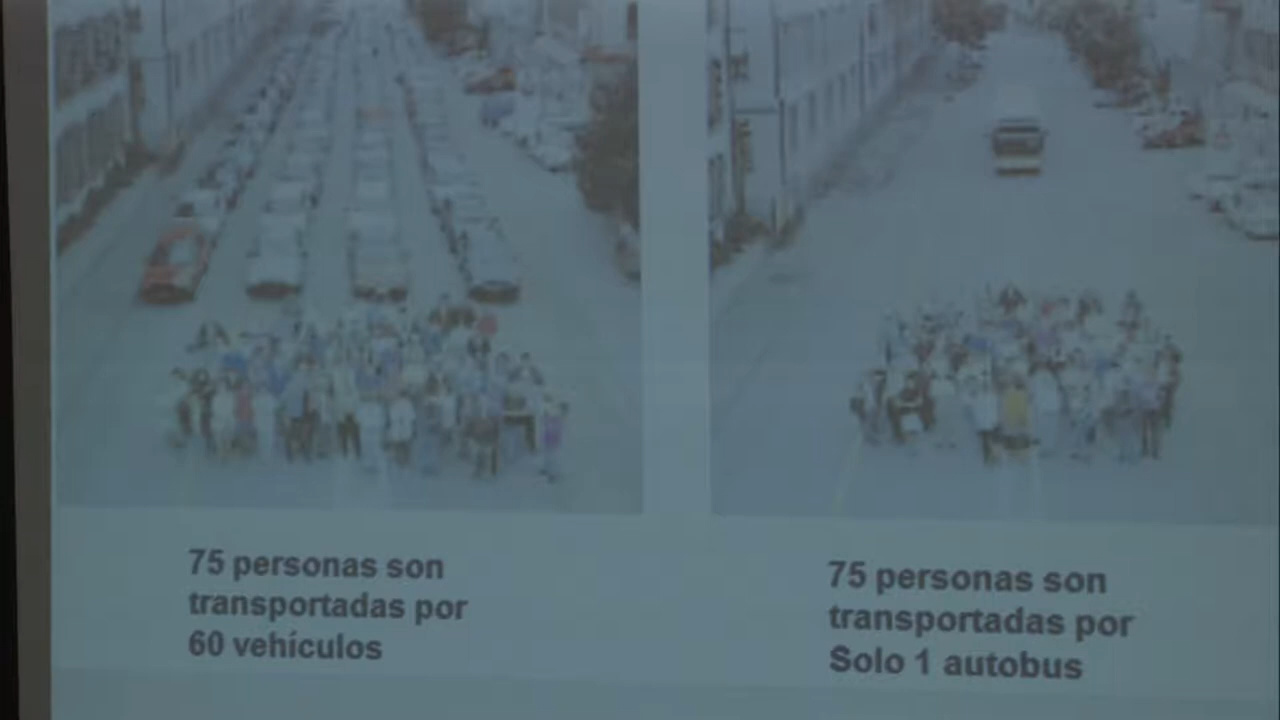 75 personas son
transportadas por
60 vehículos
75 personas son
transportadas por
Solo 1 autobus